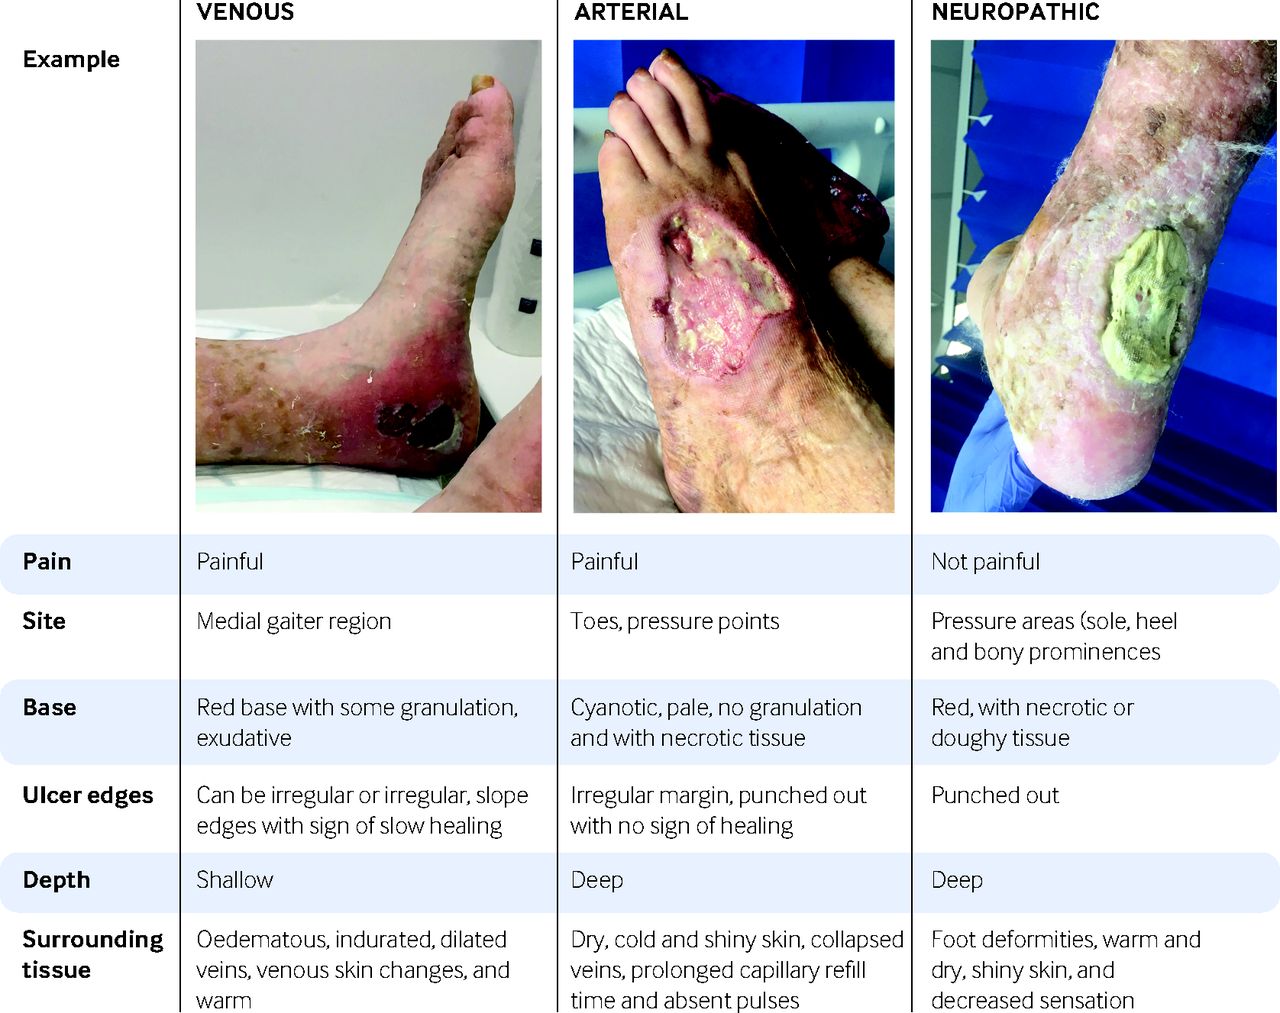 VENOUS ARTERIAL NEUROPATHIC
Example
Pain Painful Painful Not painful
Site Medial gaiter region Toes, pressure points Pressure areas (sole, heel
and bony prominences
Base Red base with some granulation, Cyanotic, pale, no granulation Red, with necrotic or
exudative and with necrotic tissue doughy tissue
Ulcer edges Can be irregular or irregular, slope Irregular margin, punched out Punched out
edges with sign of slow healing with no sign of healing
Depth Shallow Deep Deep
Surrounding Oedematous, indurated, dilated Dry, cold and shiny skin, collapsed Foot deformities, warm and
tissue veins, venous skin changes, and veins, prolonged capillary refill dry, shiny skin, and
warm time and absent pulses decreased sensation